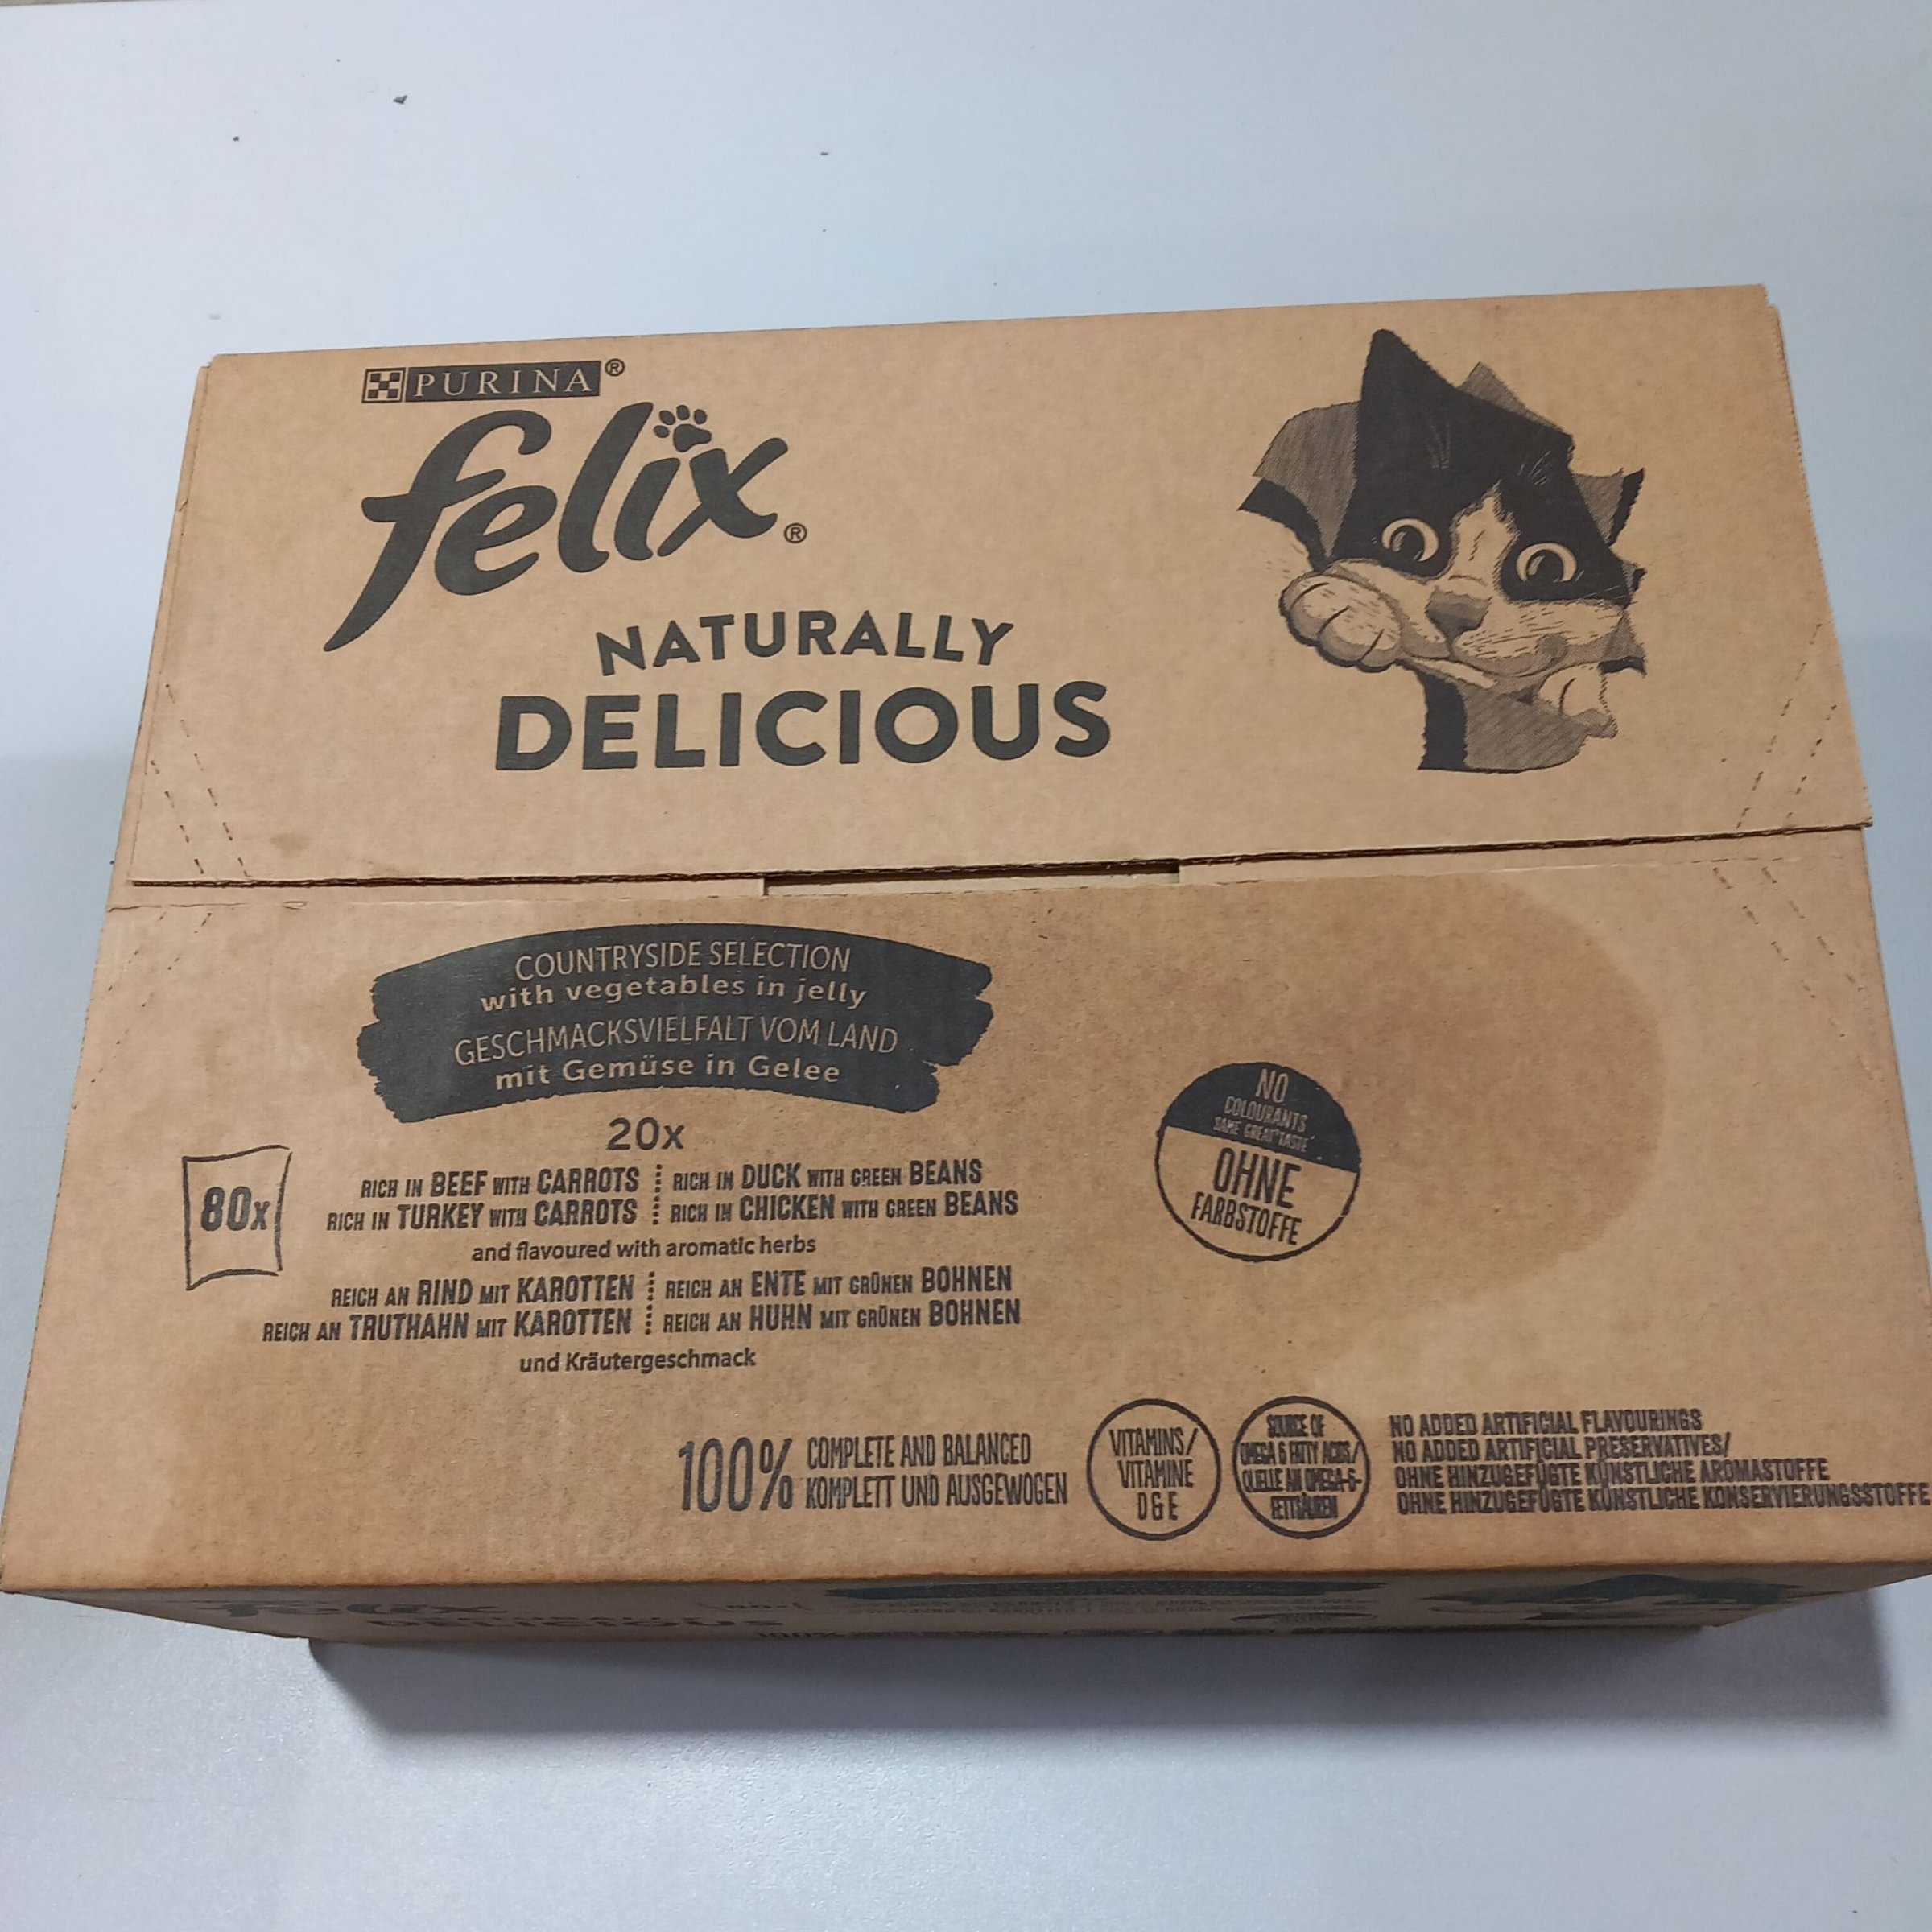 PURINA®
felix®
NATURALLY
DELICIOUS
COUNTRYSIDE SELECTION
with vegetables in jelly
GESCHMACKSVIELFALT VOM LAND
mit Gemüse in Gelee
20x
80x
RICH IN BEEF WITH CARROTS
RICH IN DUCK WITH GREEN BEANS
RICH IN TURKEY WITH CARROTS
RICH IN CHICKEN WITH GREEN BEANS
and flavoured with aromatic herbs
REICH AN RIND MIT KAROTTEN
REICH AN ENTE MIT GRÜNEN BOHNEN
REICH AN TRUTHAHN MIT KAROTTEN
REICH AN HUHN MIT GRÜNEN BOHNEN
und Kräutergeschmack
NO
COLOURANTS
SAME GREAT TASTE
OHNE
FARBSTOFFE
100%
COMPLETE AND BALANCED
KOMPLETT UND AUSGEWOGEN
VITAMINS/
VITAMINE
D&E
SOURCE OF
OMEGA 6 FATTY ACIDS/
QUELLE AN OMEGA-6-
FETTSÄUREN
NO ADDED ARTIFICIAL FLAVOURINGS
NO ADDED ARTIFICIAL PRESERVATIVES/
OHNE HINZUGEFÜGTE KÜNSTLICHE AROMASTOFFE
OHNE HINZUGEFÜGTE KÜNSTLICHE KONSERVIERUNGSSTOFFE
felix
DELICIOUS
100%